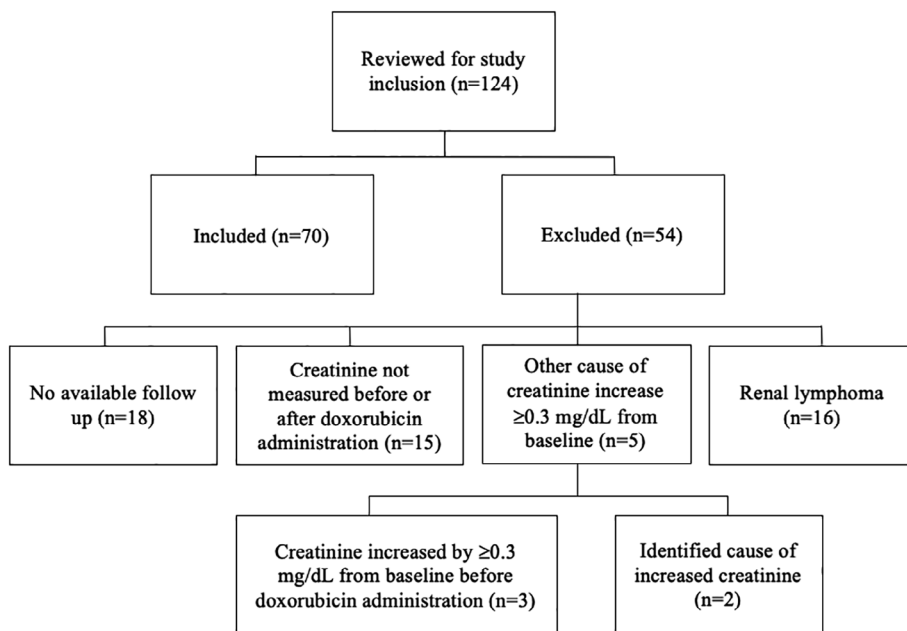 Reviewed for study
inclusion (n=124)
Included (n=70)
Excluded (n=54)
No available follow
up (n=18)
Creatinine not
measured before or
after doxorubicin
administration (n=15)
Other cause of
creatinine increase
≥0.3 mg/dL from
baseline (n=5)
Renal lymphoma
(n=16)
Creatinine increased by ≥0.3
mg/dL from baseline before
doxorubicin administration (n=3)
Identified cause of
increased creatinine
(n=2)